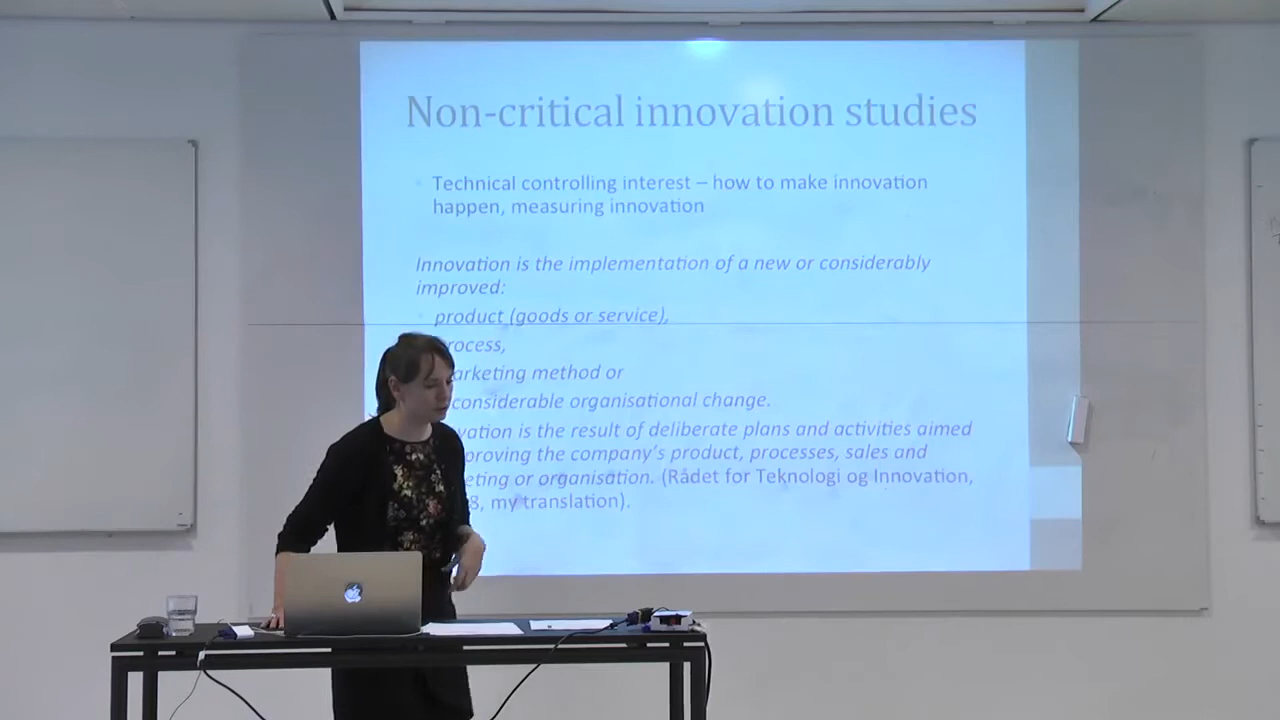 Non-critical innovation studies
Technical controlling interest – how to make innovation
happen, measuring innovation
Innovation is the implementation of a new or considerably
improved:
product (goods or service),
rocess,
arketing method or
considerable organisational change.
vation is the result of deliberate plans and activities aimed
proving the company's product, processes, sales and
eting or organisation. (Rådet for Teknologi og Innovation,
8, my translation).